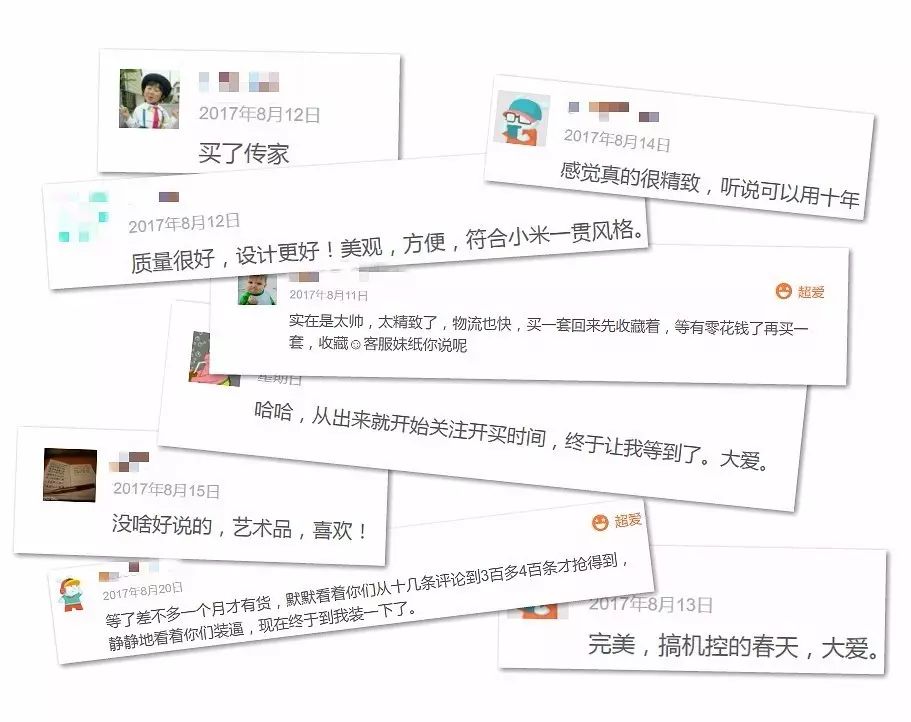 2017年8月12日
买了传家
2017年8月14日
感觉真的很精致，听说可以用十年
2017年8月12日
质量很好，设计更好！美观，方便，符合小米一贯风格。
2017年8月11日
超爱
实在是太帅，太精致了，物流也快，买一套回来先收藏着，等有零花钱了再买一
套，收藏☺客服妹纸你说呢
星期日
哈哈，从出来就开始关注开买时间，终于让我等到了。大爱。
2017年8月15日
没啥好说的，艺术品，喜欢！
超爱
2017年8月20日
等了差不多一个月才有货，默默看着你们从十几条评论到3百多4百条才抢得到，
静静地看着你们装逼，现在终于到我装一下了。
2017年8月13日
完美，搞机控的春天，大爱。